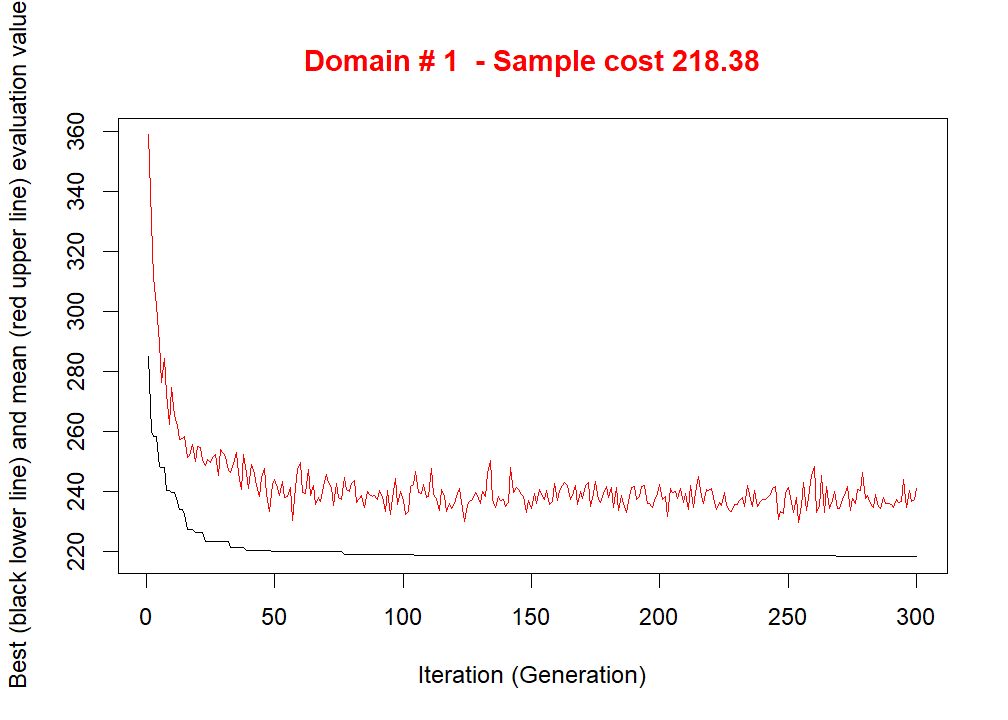 Domain # 1  - Sample cost 218.38
Best (black lower line) and mean (red upper line) evaluation value
360
340
320
300
280
260
240
220
0 50 100 150 200 250 300
Iteration (Generation)